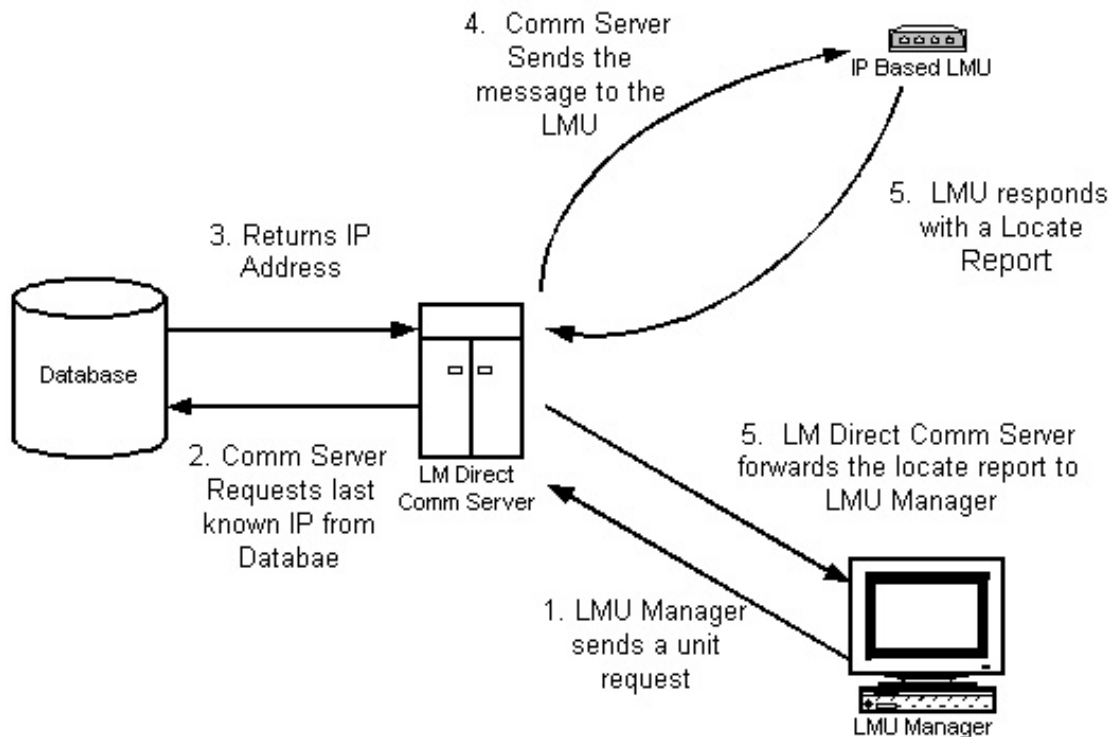 4. Comm Server
Sends the
message to the
LMU
IP Based LMU
5. LMU responds
with a Locate
Report
3. Returns IP
Address
Database
2. Comm Server
Requests last
known IP from
Databae
LM Direct
Comm Server
5. LM Direct Comm Server
forwards the locate report to
LMU Manager
1. LMU Manager
sends a unit
request
LMU Manager